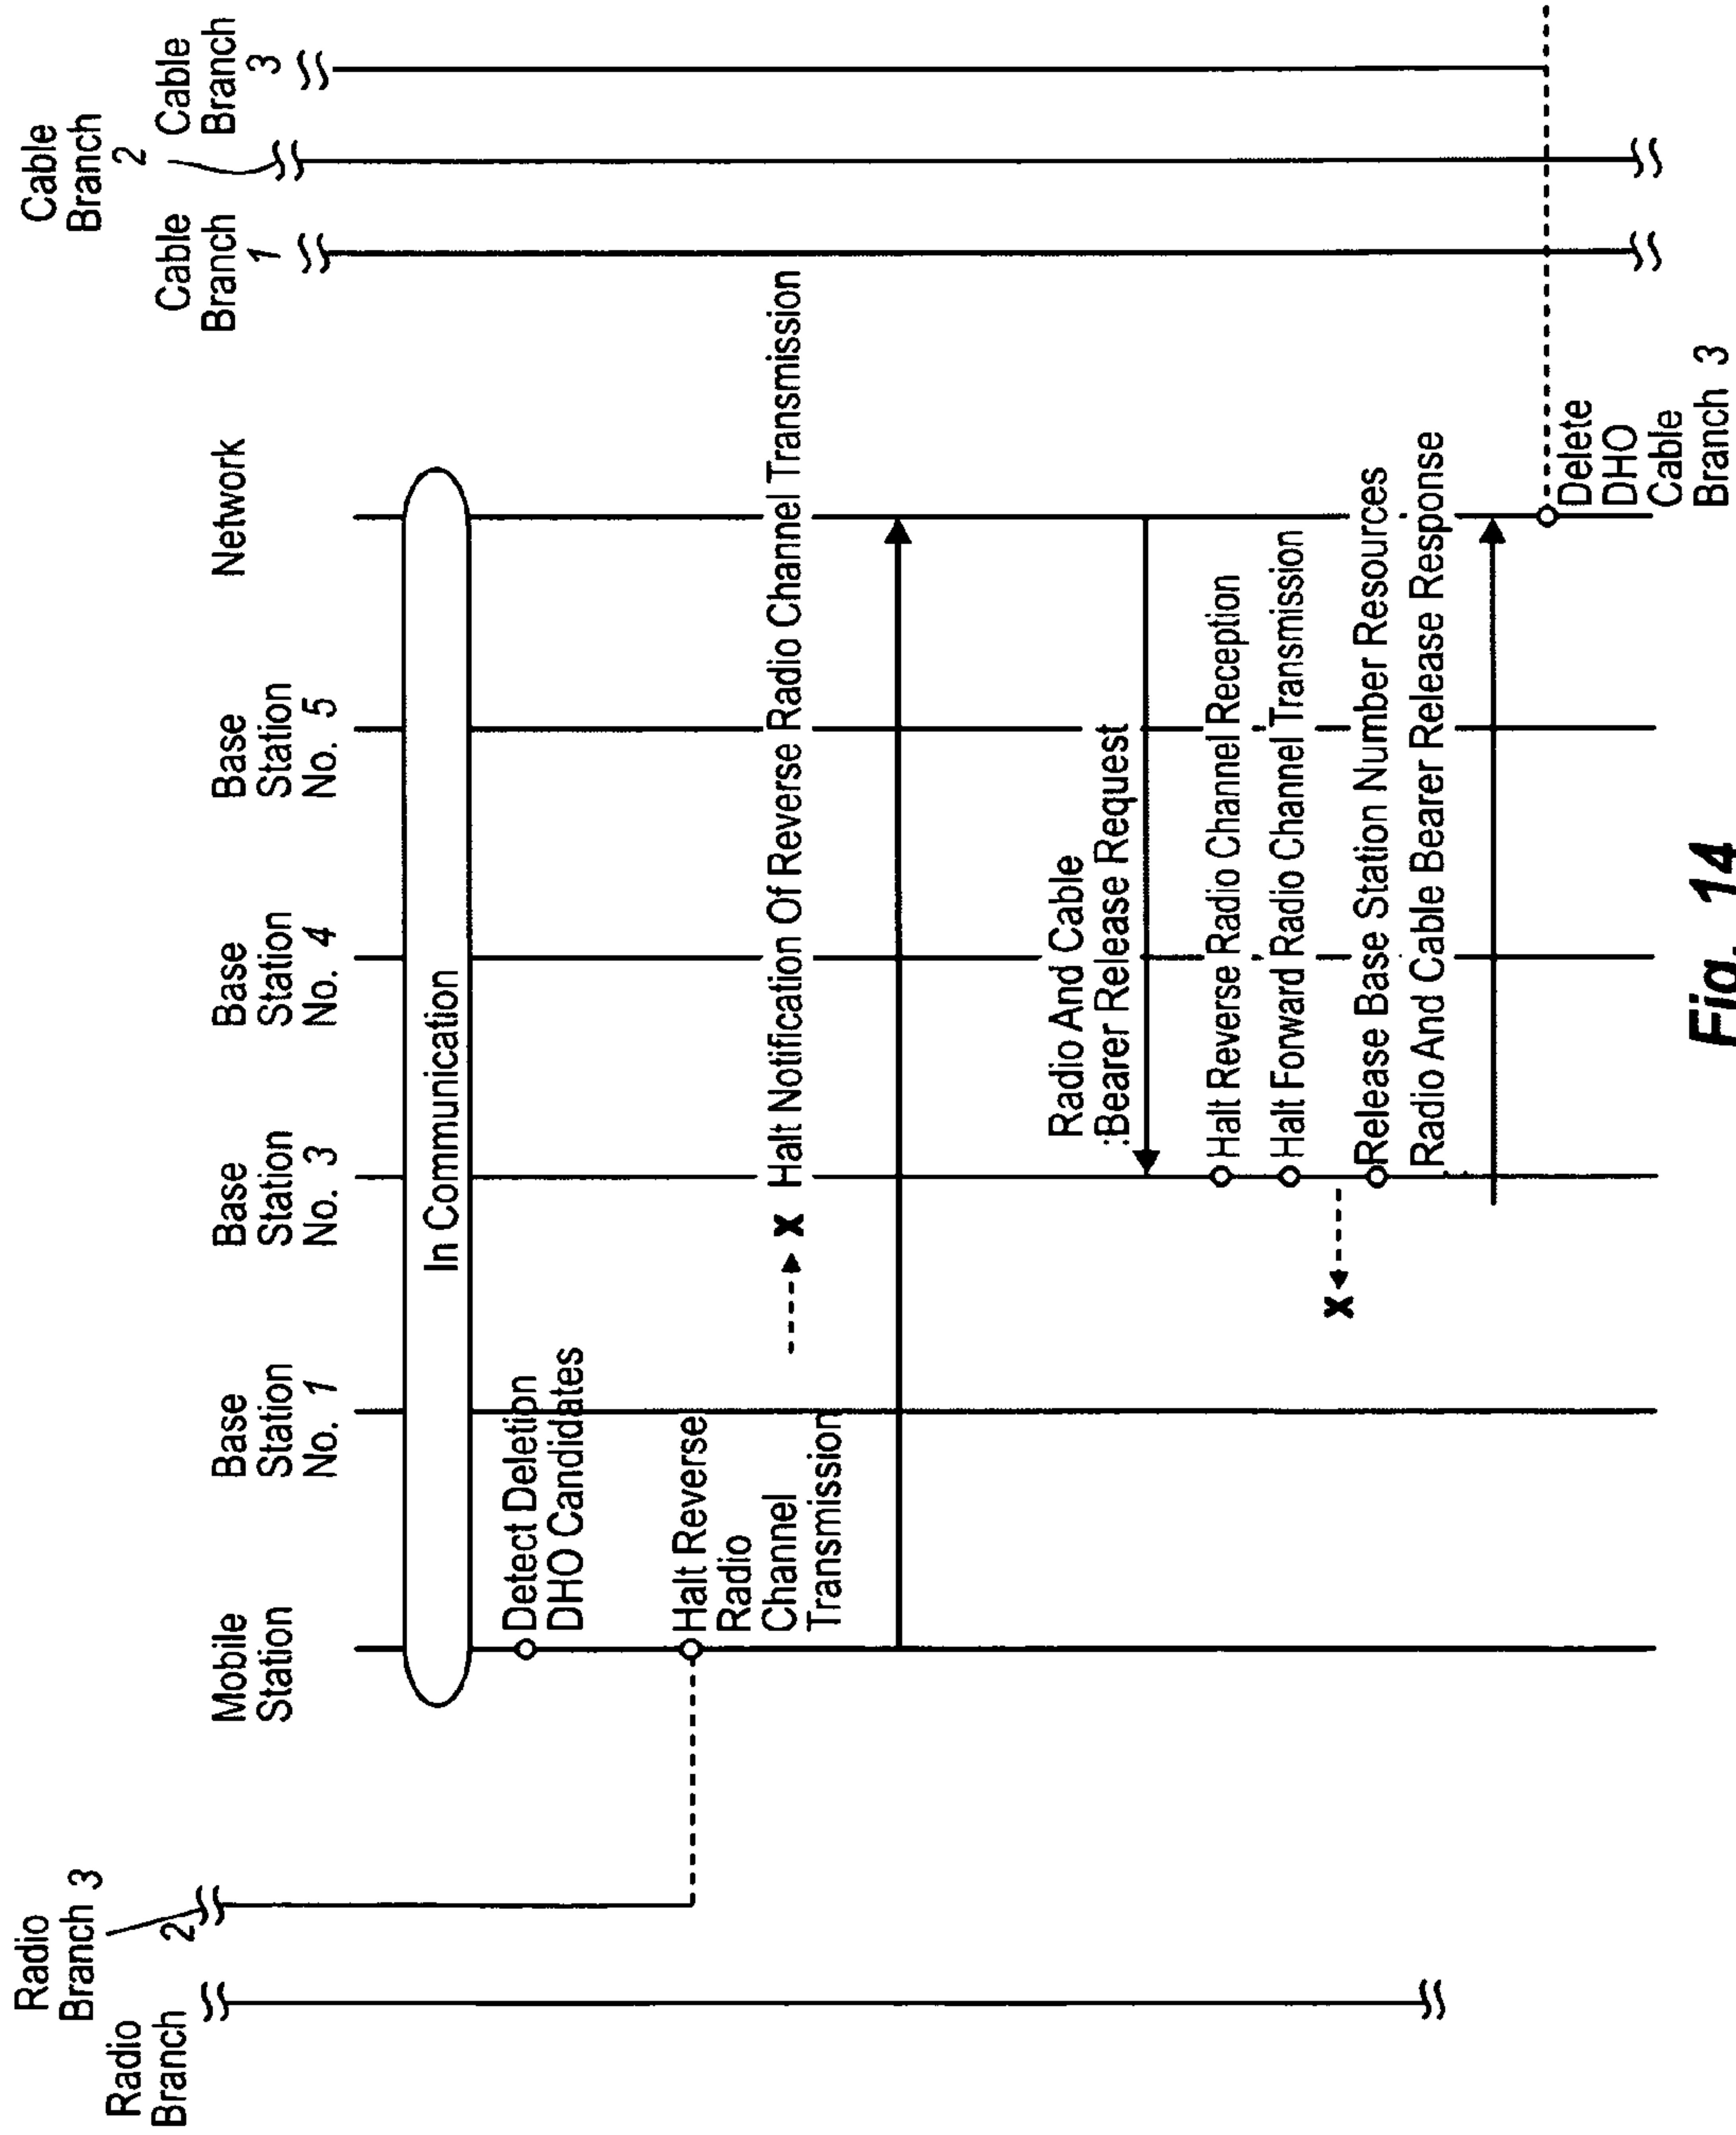 Radio
Branch 3
Radio
Branch
2
Mobile
Station
Base
Station
No. 1
Base
Station
No. 3
Base
Station
No. 4
Base
Station
No. 5
Network
Cable
Branch
1
Cable
Branch
2
Cable
Branch
3
In Communication
Detect Deletion
DHO Candidates
Halt Reverse
Radio
Channel
Transmission
x
Halt Notification Of Reverse Radio Channel Transmission
Radio And Cable
Bearer Release Request
Halt Reverse Radio Channel Reception
Halt Forward Radio Channel Transmission
x
Release Base Station Number Resources
Radio And Cable Bearer Release Response
Delete
DHO
Cable
Branch 3
Fig. 14